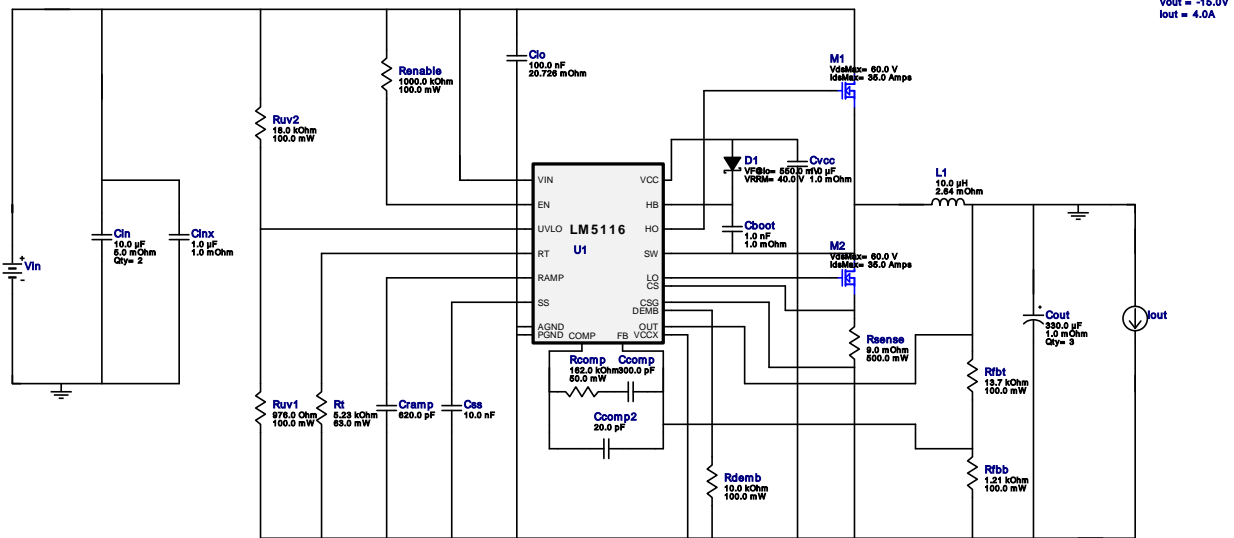 Vout = -15.0V
Iout = 4.0A
Cio
100.0 nF
20.726 mOhm
M1
VdsMax= 60.0 V
IdsMax= 35.0 Amps
Renable
1000.0 kOhm
100.0 mW
Ruv2
18.0 kOhm
100.0 mW
D1
VRRM= 40.0 V
Cvcc
1.0 mOhm
L1
10.0 µH
2.64 mOhm
VIN
EN
UVLO
RT
RAMP
SS
AGND
PGND
COMP
FB
LM5116
U1
VCC
HB
HO
SW
LO
CS
CSG
DEMB
OUT
VCCX
Cboot
1.0 nF
1.0 mOhm
M2
VdsMax= 60.0 V
IdsMax= 35.0 Amps
Vin
Cin
10.0 µF
5.0 mOhm
Qty= 2
Cinx
1.0 µF
1.0 mOhm
Cout
330.0 µF
1.0 mOhm
Qty= 3
Iout
Rsense
9.0 mOhm
500.0 mW
Rcomp
162.0 kOhm
50.0 mW
Ccomp
300.0 pF
Rfbt
13.7 kOhm
100.0 mW
Ruv1
976.0 Ohm
100.0 mW
Rt
5.23 kOhm
63.0 mW
Cramp
620.0 pF
Css
10.0 nF
Ccomp2
20.0 pF
Rdemb
10.0 kOhm
100.0 mW
Rfbb
1.21 kOhm
100.0 mW